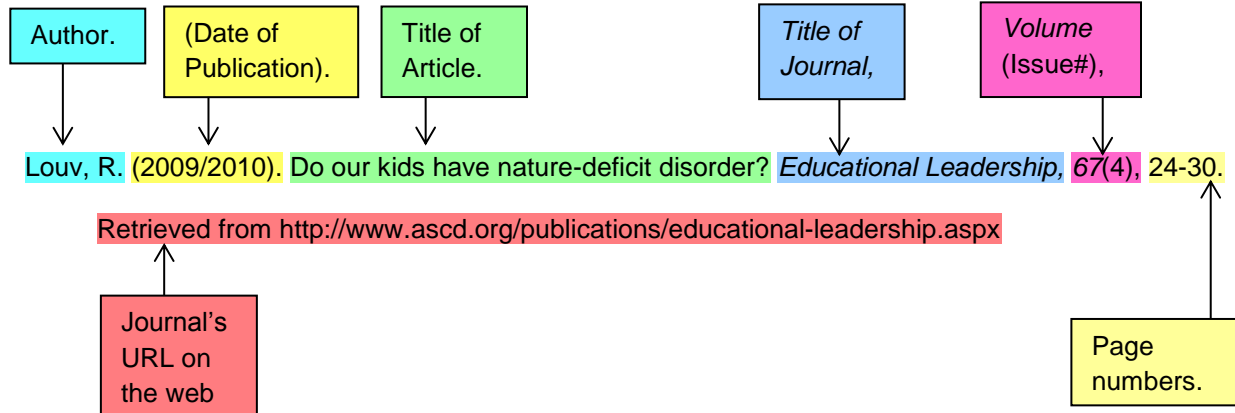 Author.
(Date of
Publication).
Title of
Article.
Title of
Journal,
Volume
(Issue#),
Louv, R. (2009/2010). Do our kids have nature-deficit disorder? Educational Leadership, 67(4), 24-30.
Retrieved from http://www.ascd.org/publications/educational-leadership.aspx
Journal's
URL on
the web
Page
numbers.